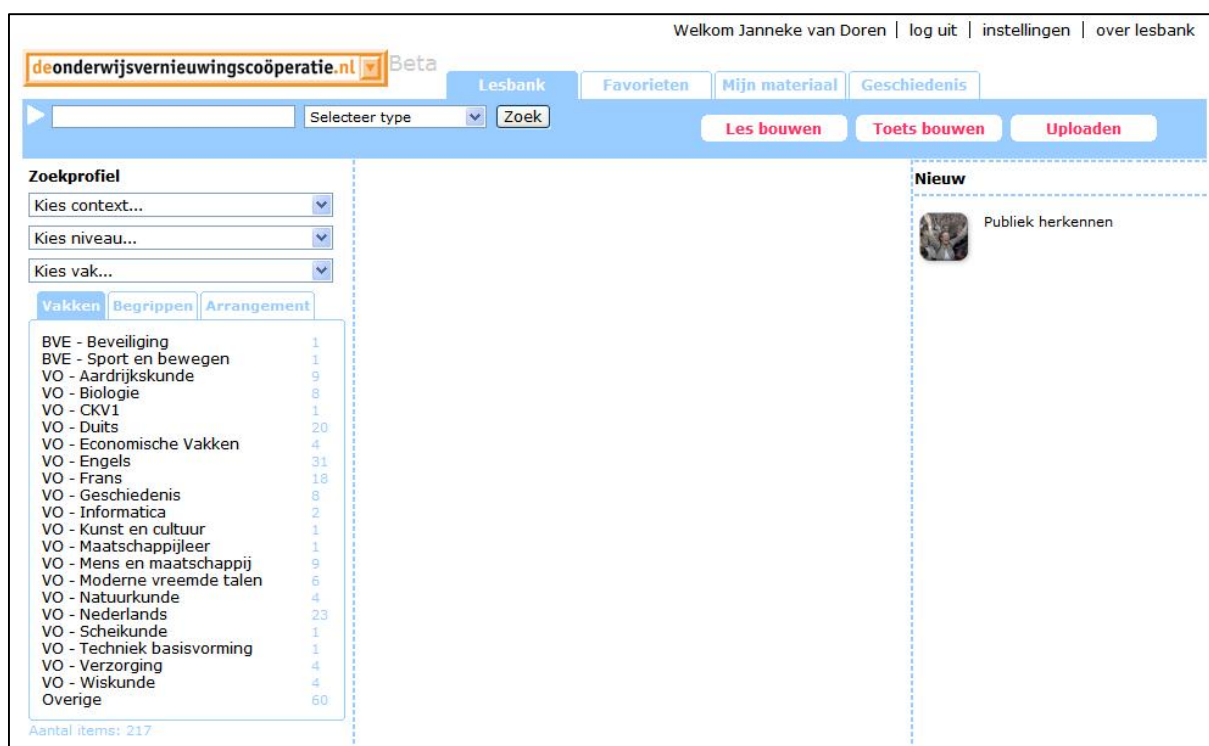 Welkom Janneke van Doren | log uit | instellingen | over lesbank
deonderwijsvernieuwingscoöperatie.nl Beta
Lesbank Favorieten Mijn materiaal Geschiedenis
Selecteer type Zoek
Les bouwen Toets bouwen Uploaden
Zoekprofiel
Kies context...
Kies niveau...
Kies vak...
Vakken Begrippen Arrangement
BVE - Beveiliging 1
BVE - Sport en bewegen 1
VO - Aardrijkskunde 9
VO - Biologie 8
VO - CKV1 1
VO - Duits 20
VO - Economische Vakken 4
VO - Engels 31
VO - Frans 18
VO - Geschiedenis 8
VO - Informatica 2
VO - Kunst en cultuur 1
VO - Maatschappijleer 1
VO - Mens en maatschappij 9
VO - Moderne vreemde talen 6
VO - Natuurkunde 4
VO - Nederlands 23
VO - Scheikunde 1
VO - Techniek basisvorming 1
VO - Verzorging 4
VO - Wiskunde 4
Overige 60
Aantal items: 217
Nieuw
Publiek herkennen